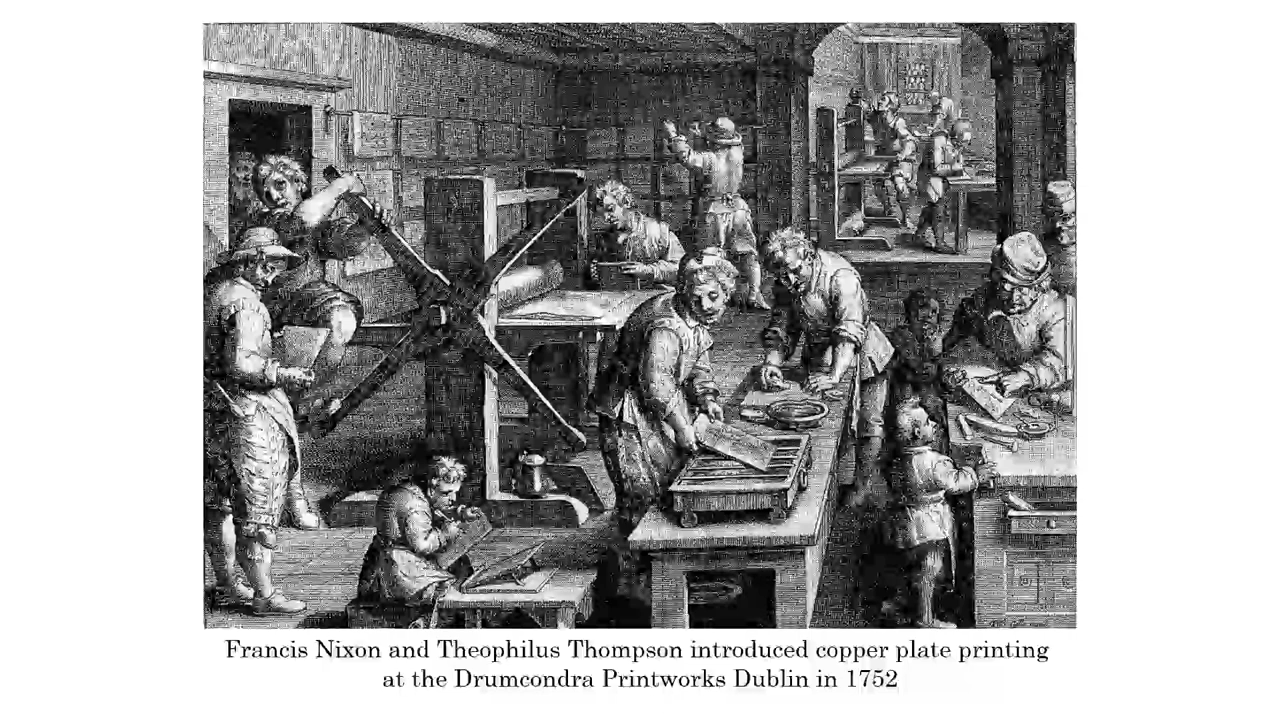 Francis Nixon and Theophilus Thompson introduced copper plate printing
at the Drumcondra Printworks Dublin in 1752